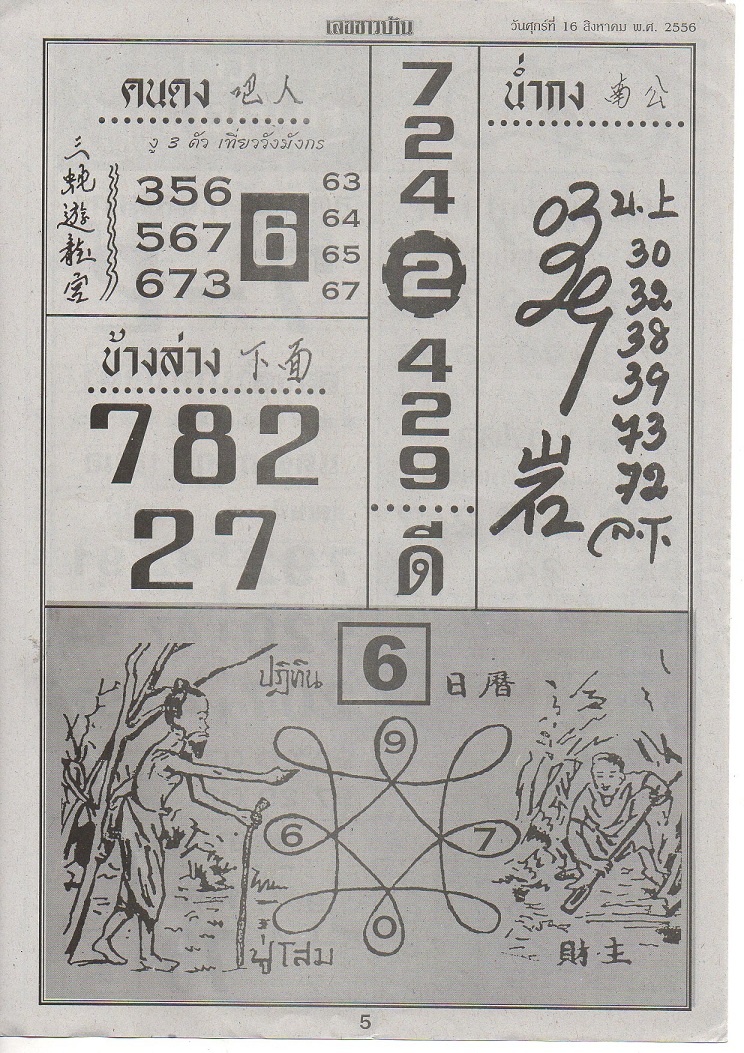 เลขชาวบ้าน
วันศุกร์ที่ 16 สิงหาคม พ.ศ. 2556
คนดง
人
งู 3 ตัว เที่ยววังมังกร
三蛇遊龍宮
356
567
673
6
63
64
65
67
ข้างล่าง 下面
782
27
7
2
4
2
4
2
9
ดี
น่ำกง 南公
03
บ.上
30
32
38
39
73
72
岩
ล.下
ปฏิทิน 6 日曆
9
6 7
0
ปู่โสม
財主
5